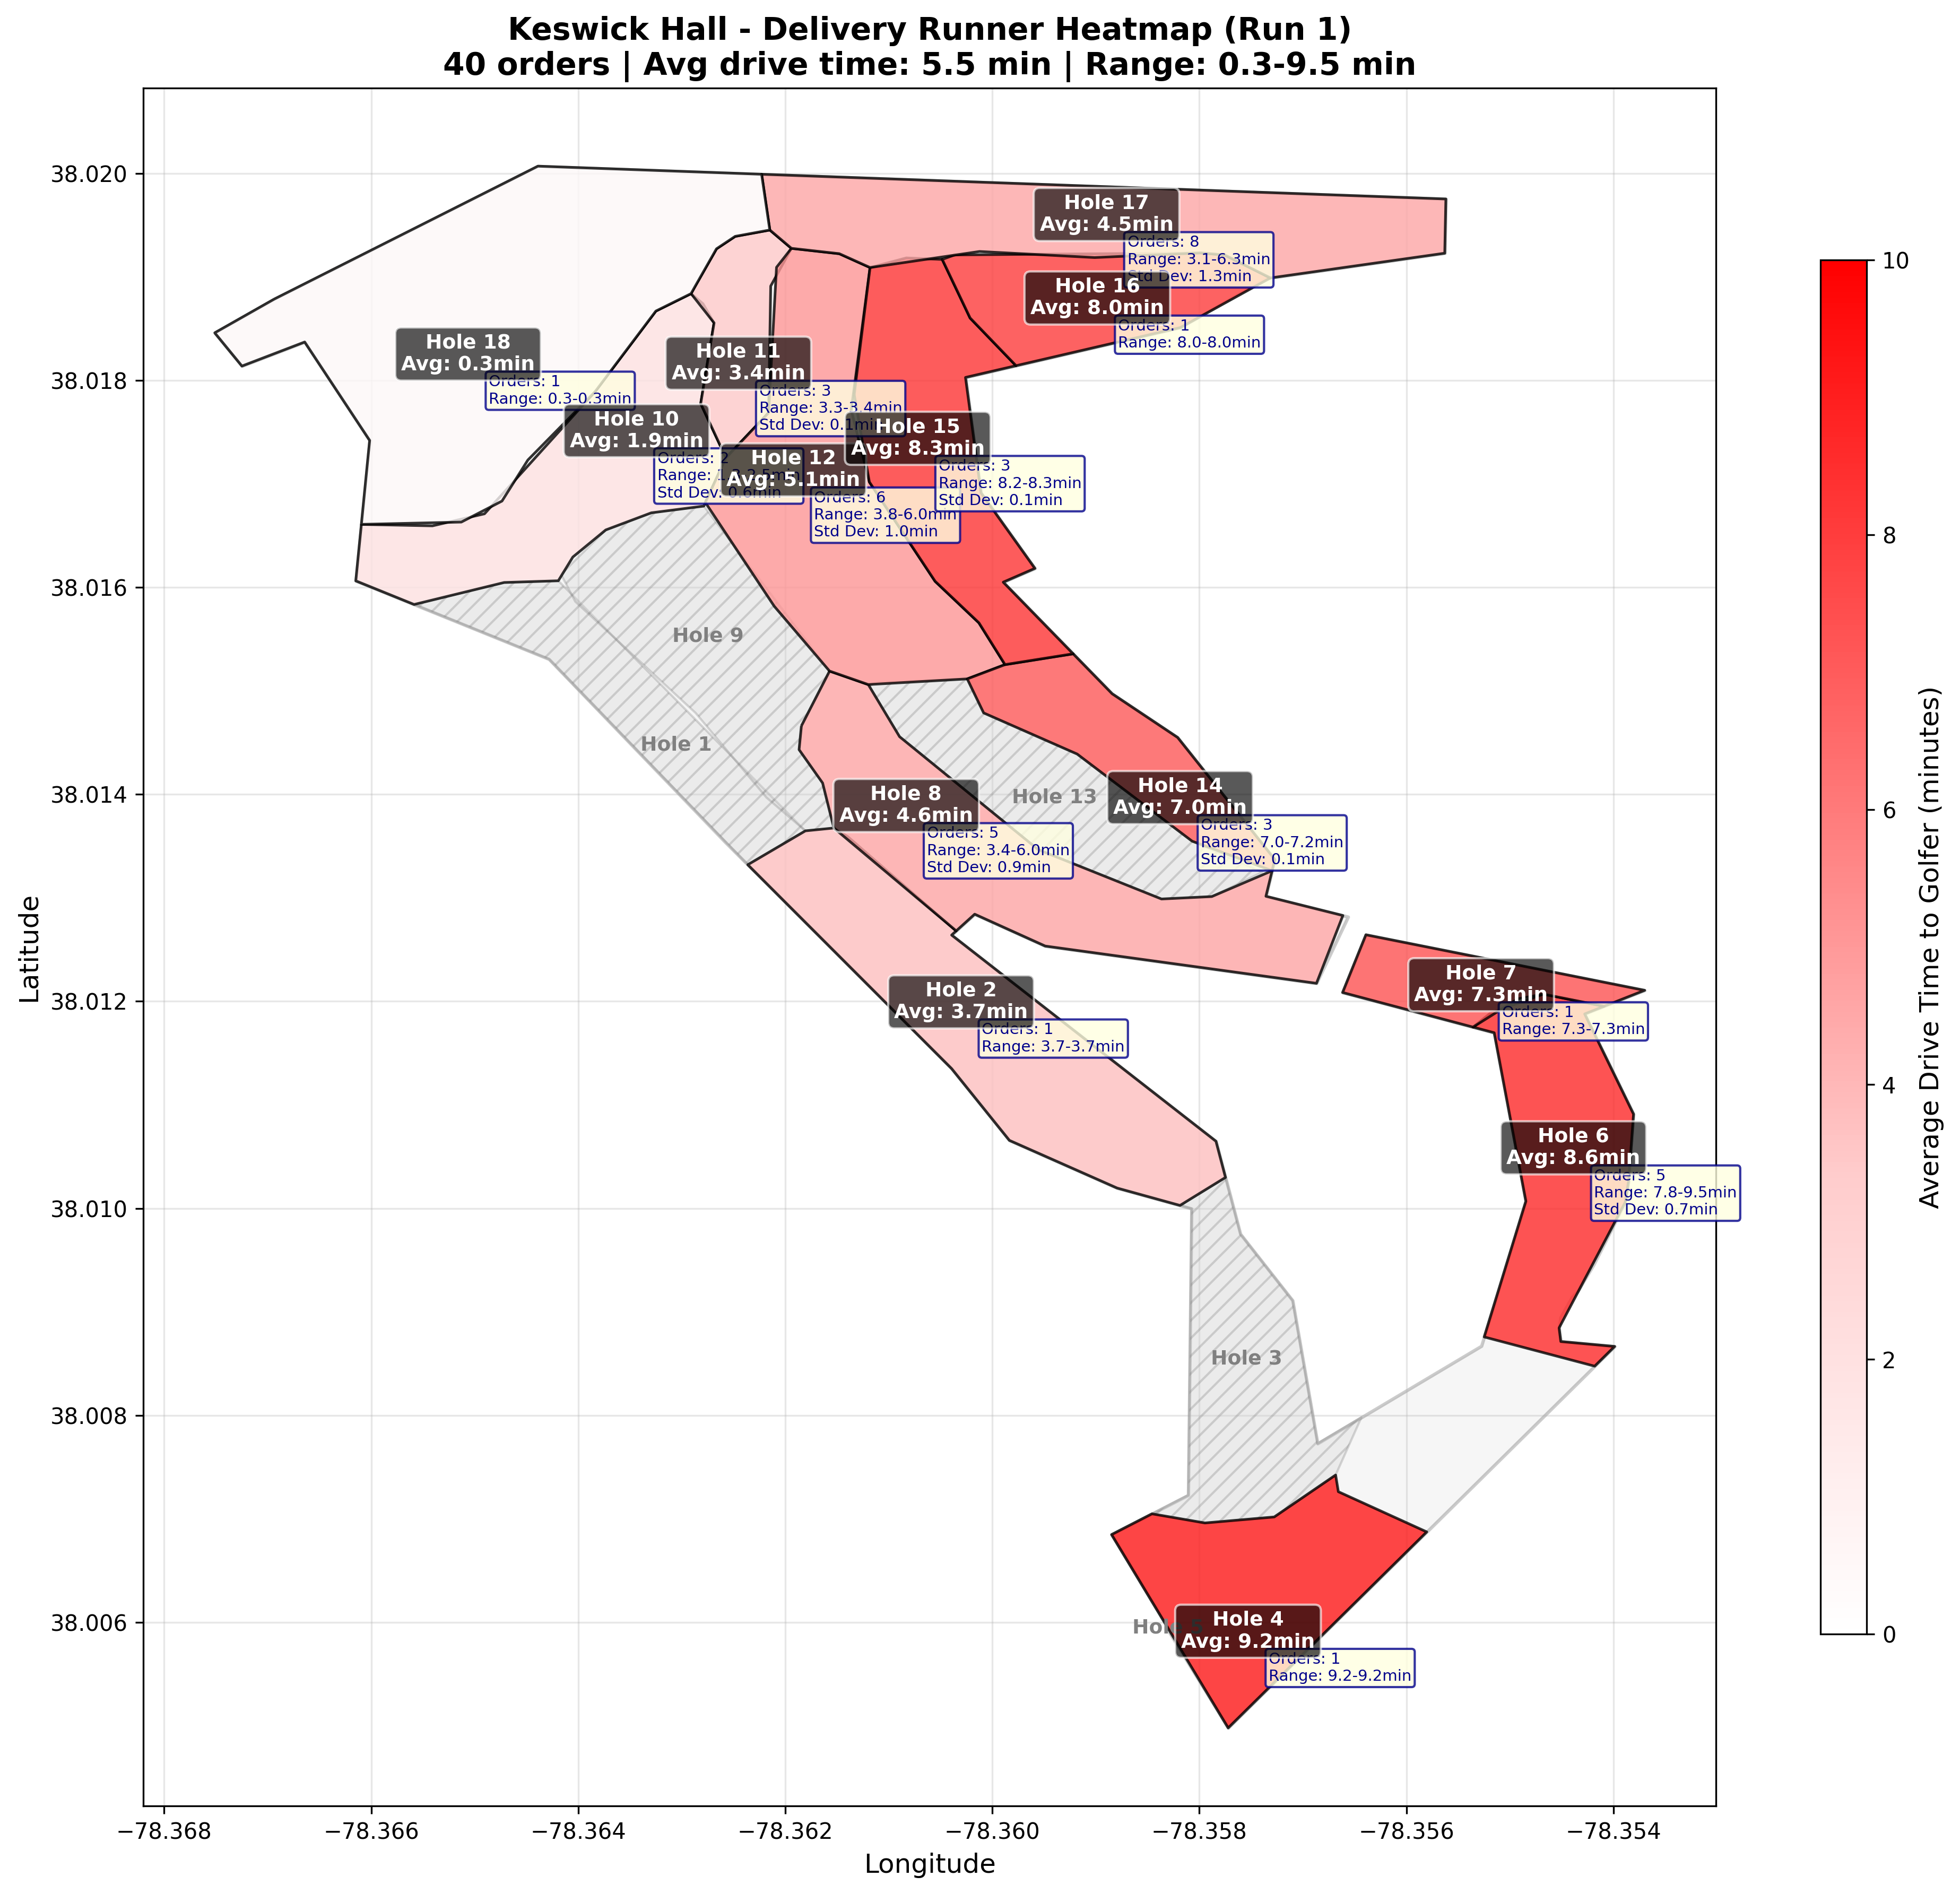 Keswick Hall - Delivery Runner Heatmap (Run 1)
40 orders | Avg drive time: 5.5 min | Range: 0.3-9.5 min
Hole 17
Avg: 4.5min
Orders: 8
Range: 3.1-6.3min
Std Dev: 1.3min
Hole 16
Avg: 8.0min
Orders: 1
Range: 8.0-8.0min
Hole 18
Avg: 0.3min
Orders: 1
Range: 0.3-0.3min
Hole 11
Avg: 3.4min
Orders: 3
Range: 3.3-3.4min
Std Dev: 0.1min
Hole 10
Avg: 1.9min
Orders: 2
Range:
Std Dev: 0.6min
Hole 15
Avg: 8.3min
Orders: 3
Range: 8.2-8.3min
Std Dev: 0.1min
Hole 12
Avg: 5.1min
Orders: 6
Range: 3.8-6.0min
Std Dev: 1.0min
Hole 9
Hole 1
Hole 8
Avg: 4.6min
Orders: 5
Range: 3.4-6.0min
Std Dev: 0.9min
Hole 13
Hole 14
Avg: 7.0min
Orders: 3
Range: 7.0-7.2min
Std Dev: 0.1min
Hole 2
Avg: 3.7min
Orders: 1
Range: 3.7-3.7min
Hole 7
Avg: 7.3min
Orders: 1
Range: 7.3-7.3min
Hole 6
Avg: 8.6min
Orders: 5
Range: 7.8-9.5min
Std Dev: 0.7min
Hole 3
Hole 4
Avg: 9.2min
Orders: 1
Range: 9.2-9.2min
38.020
38.018
38.016
38.014
38.012
38.010
38.008
38.006
Latitude
−78.368
−78.366
−78.364
−78.362
−78.360
−78.358
−78.356
−78.354
Longitude
10
8
6
4
2
0
Average Drive Time to Golfer (minutes)